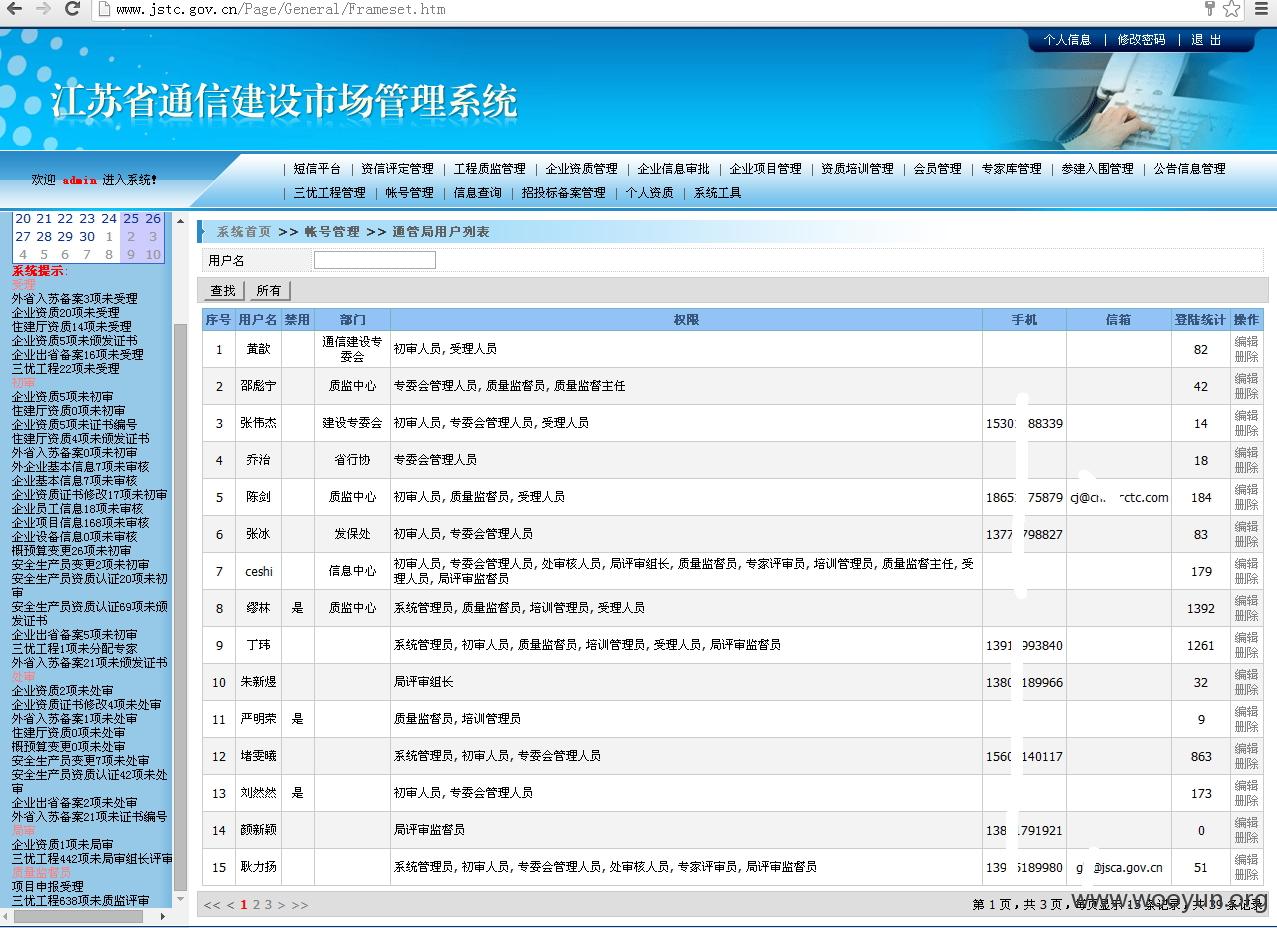 www.jstc.gov.cn/Page/General/Frameset.htm
个人信息 | 修改密码 | 退 出
江苏省通信建设市场管理系统
欢迎 admin 进入系统!
| 短信平台 | 资信评定管理 | 工程质监管理 | 企业资质管理 | 企业信息审批 | 企业项目管理 | 资质培训管理 | 会员管理 | 专家库管理 | 参建入围管理 | 公告信息管理
| 三优工程管理 | 帐号管理 | 信息查询 | 招投标备案管理 | 个人资质 | 系统工具
20 21 22 23 24 25 26
27 28 29 30 1 2 3
4 5 6 7 8 9 10
系统提示:
受理
外省入苏备案3项未受理
企业资质20项未受理
住建厅资质14项未受理
企业资质5项未颁发证书
企业出省备案16项未受理
三优工程22项未受理
初审
企业资质5项未初审
住建厅资质0项未初审
企业资质5项未证书编号
住建厅资质4项未颁发证书
外省入苏备案0项未初审
外企业基本信息7项未审核
企业基本信息7项未审核
企业资质证书修改17项未初审
企业员工信息18项未审核
企业项目信息168项未审核
企业设备信息0项未审核
概预算变更26项未初审
安全生产员变更2项未初审
安全生产员资质认证20项未初
审
安全生产员资质认证69项未颁
发证书
企业出省备案5项未初审
三优工程1项未分配专家
外省入苏备案21项未颁发证书
处审
企业资质2项未处审
企业资质证书修改4项未处审
外省入苏备案1项未处审
住建厅资质0项未处审
概预算变更0项未处审
安全生产员变更7项未处审
安全生产员资质认证42项未处
审
企业出省备案2项未处审
外省入苏备案21项未证书编号
局审
企业资质1项未局审
三优工程442项未局审组长评审
质量监督员
项目申报受理
三优工程638项未质监评审
系统首页 >> 帐号管理 >> 通管局用户列表
用户名
查找 所有
序号 用户名 禁用 部门 权限 手机 信箱 登陆统计 操作
1 黄歆 通信建设专委会 初审人员, 受理人员 82 编辑 删除
2 邵彪宁 质监中心 专委会管理人员, 质量监督员, 质量监督主任 42 编辑 删除
3 张伟杰 建设专委会 初审人员, 专委会管理人员, 受理人员 1530 88339 14 编辑 删除
4 乔治 省行协 专委会管理人员 18 编辑 删除
5 陈剑 质监中心 初审人员, 质量监督员, 受理人员 1865 75879 cj@c rctc.com 184 编辑 删除
6 张冰 发保处 初审人员, 专委会管理人员 1377 798827 83 编辑 删除
7 ceshi 信息中心 初审人员, 专委会管理人员, 处审核人员, 局评审组长, 质量监督员, 专家评审员, 培训管理员, 质量监督主任, 受理人员, 局评审监督员 179 编辑 删除
8 缪林 是 质监中心 系统管理员, 质量监督员, 培训管理员, 受理人员 1392 编辑 删除
9 丁玮 系统管理员, 初审人员, 质量监督员, 培训管理员, 受理人员, 局评审监督员 1391 993840 1261 编辑 删除
10 朱新煜 局评审组长 1380 189966 32 编辑 删除
11 严明荣 是 质量监督员, 培训管理员 9 编辑 删除
12 堵雯曦 系统管理员, 初审人员, 专委会管理人员 1560 140117 863 编辑 删除
13 刘然然 是 初审人员, 专委会管理人员 173 编辑 删除
14 颜新颖 局评审监督员 138 1791921 0 编辑 删除
15 耿力扬 系统管理员, 初审人员, 专委会管理人员, 处审核人员, 专家评审员, 局评审监督员 139 5189980 g @jsca.gov.cn 51 编辑 删除
<< < 1 2 3 > >>
第 1 页，共 3 页，每页显示 15 条记录，共 39 条记录
www.wooyun.org